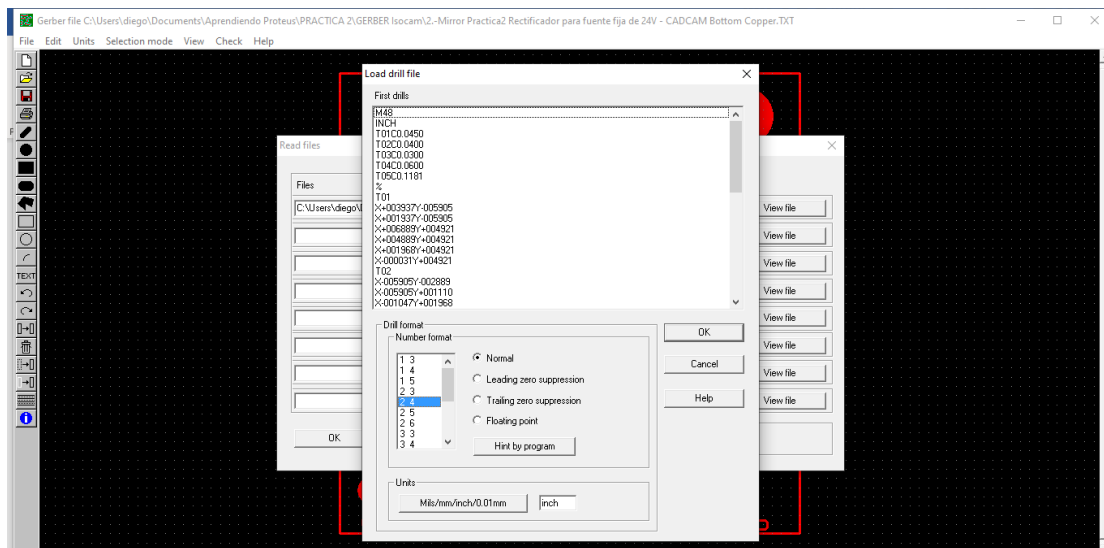 Gerber file C:\Users\diego\Documents\Aprendiendo Proteus\PRACTICA 2\GERBER Isocam\2.-Mirror Practica2 Rectificador para fuente fija de 24V - CADCAM Bottom Copper.TXT
File Edit Units Selection mode View Check Help
Load drill file
First drills
M48
INCH
T01C0.0450
T02C0.0400
T03C0.0300
T04C0.0600
T05C0.1181
%
T01
X+003937Y-005905
X+001937Y-005905
X+006889Y+004921
X+004889Y+004921
X+001968Y+004921
X-000031Y+004921
T02
X-005905Y-002889
X-005905Y+001110
X-001047Y+001968
Drill format
Number format
1 3
1 4
1 5
2 3
2 4
2 5
2 6
3 3
3 4
Normal
Leading zero suppression
Trailing zero suppression
Floating point
Hint by program
Units
Mils/mm/inch/0.01mm
inch
OK
Cancel
Help
Read files
Files
C:\Users\diego\
OK
View file
View file
View file
View file
View file
View file
View file
View file
TEXT